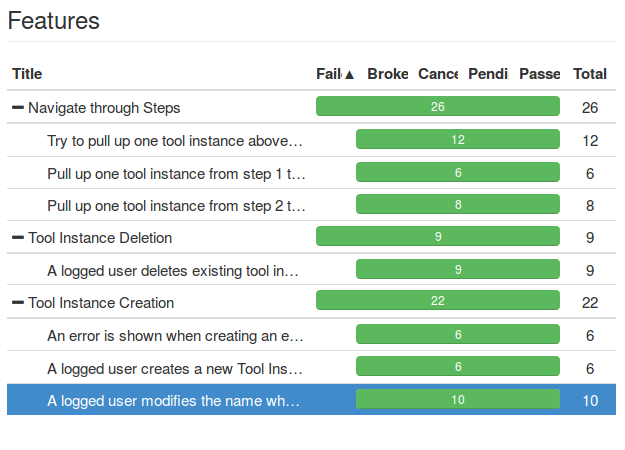 Features
Title Fail▲ Broke Cance Pendi Passe Total
Navigate through Steps 26 26
Try to pull up one tool instance above… 12 12
Pull up one tool instance from step 1 t… 6 6
Pull up one tool instance from step 2 t… 8 8
Tool Instance Deletion 9 9
A logged user deletes existing tool in… 9 9
Tool Instance Creation 22 22
An error is shown when creating an e… 6 6
A logged user creates a new Tool Ins… 6 6
A logged user modifies the name wh… 10 10